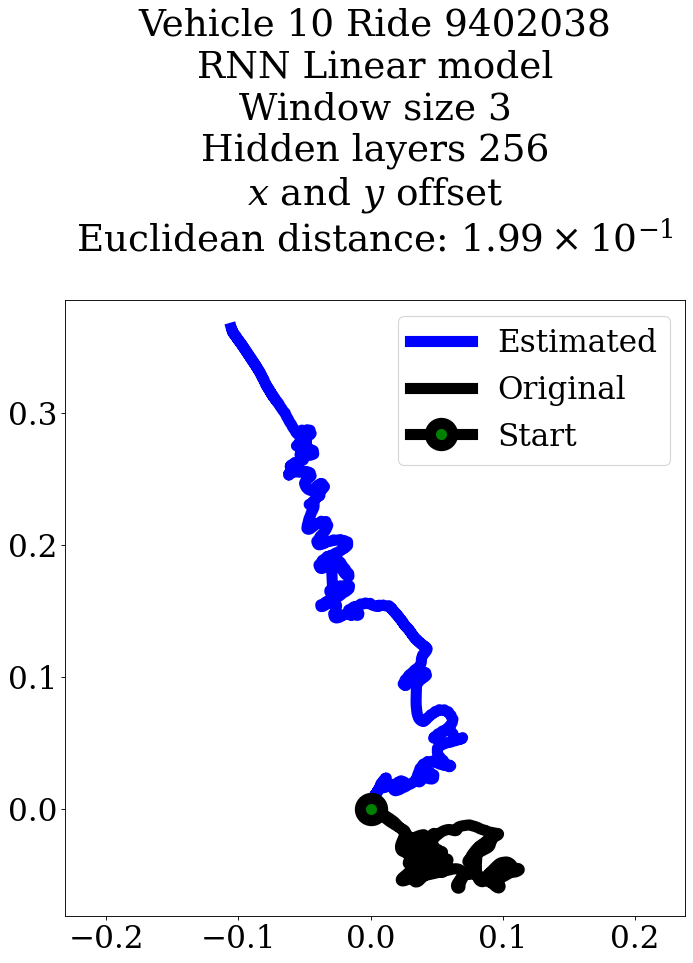 Vehicle 10 Ride 9402038
RNN Linear model
Window size 3
Hidden layers 256
x and y offset
Euclidean distance: 1.99 × 10⁻¹
Estimated
Original
Start
0.3
0.2
0.1
0.0
−0.2 −0.1 0.0 0.1 0.2